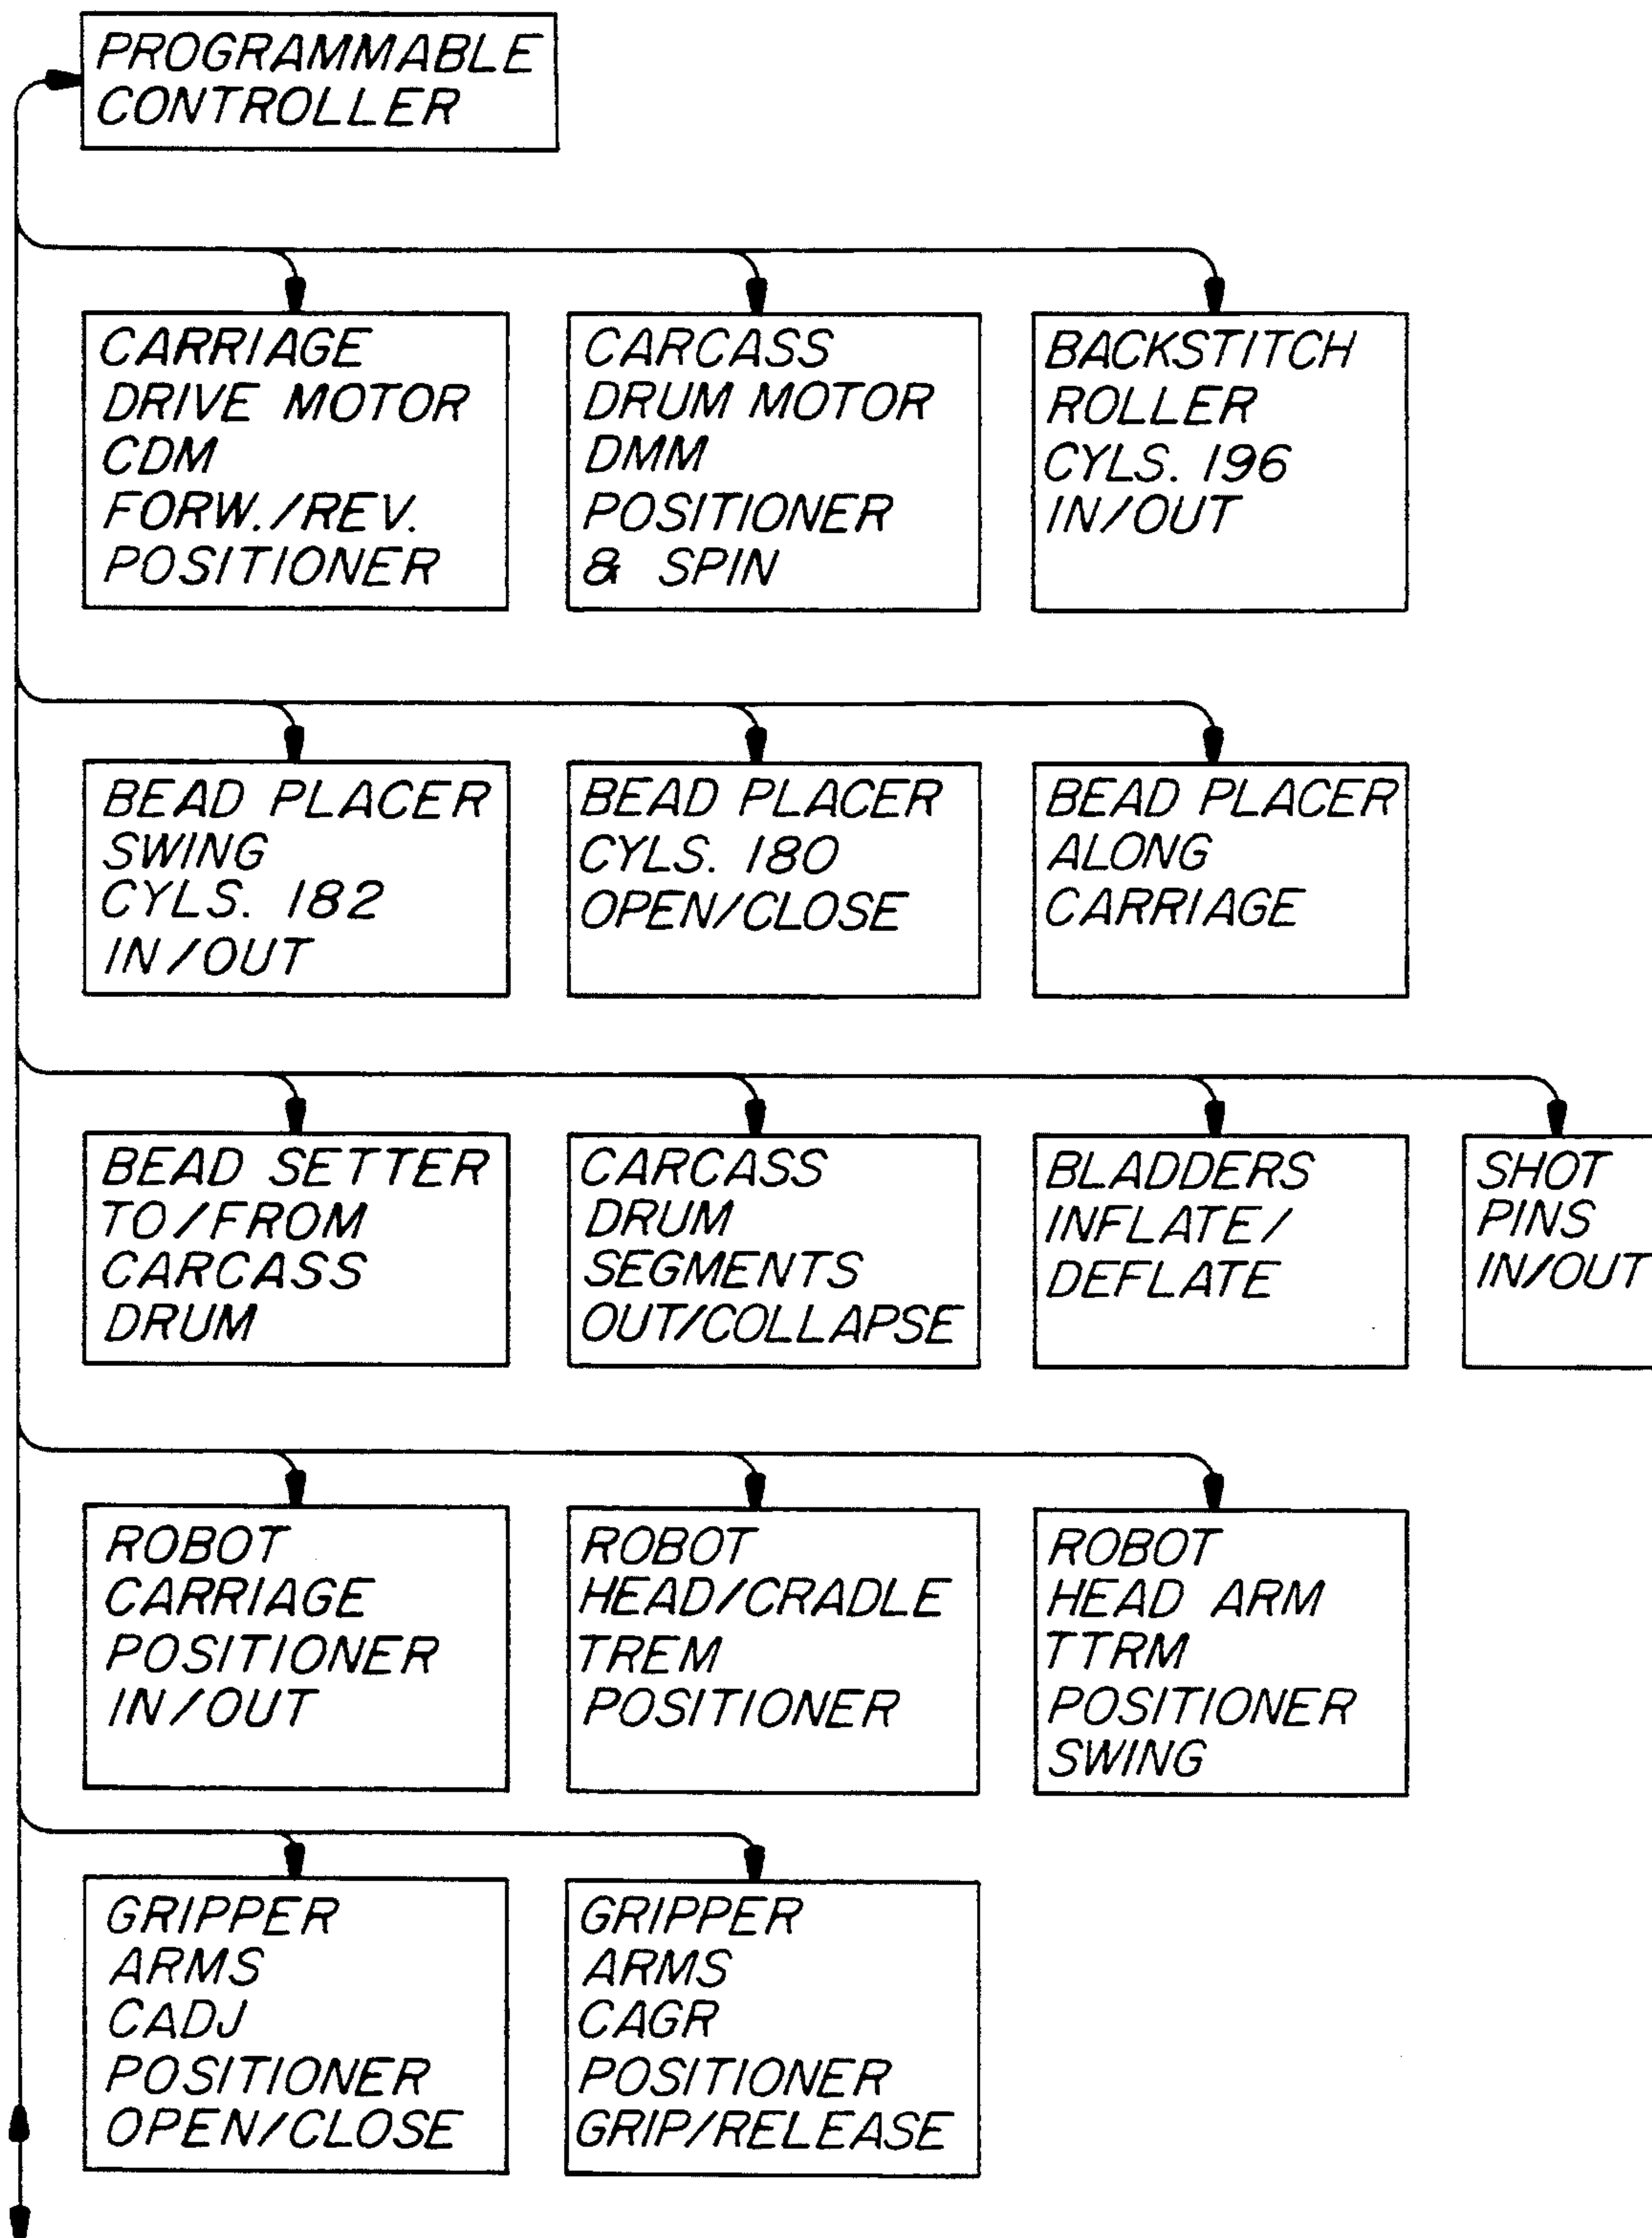 PROGRAMMABLE
CONTROLLER
CARRIAGE
DRIVE MOTOR
CDM
FORW./REV.
POSITIONER
CARCASS
DRUM MOTOR
DMM
POSITIONER
& SPIN
BACKSTITCH
ROLLER
CYLS. 196
IN/OUT
BEAD PLACER
SWING
CYLS. 182
IN/OUT
BEAD PLACER
CYLS. 180
OPEN/CLOSE
BEAD PLACER
ALONG
CARRIAGE
BEAD SETTER
TO/FROM
CARCASS
DRUM
CARCASS
DRUM
SEGMENTS
OUT/COLLAPSE
BLADDERS
INFLATE/
DEFLATE
SHOT
PINS
IN/OUT
ROBOT
CARRIAGE
POSITIONER
IN/OUT
ROBOT
HEAD/CRADLE
TREM
POSITIONER
ROBOT
HEAD ARM
TTRM
POSITIONER
SWING
GRIPPER
ARMS
CADJ
POSITIONER
OPEN/CLOSE
GRIPPER
ARMS
CAGR
POSITIONER
GRIP/RELEASE